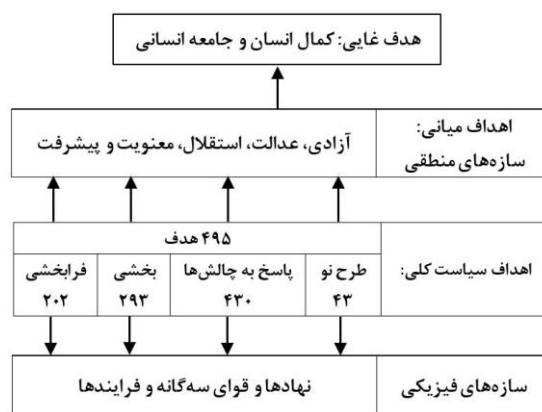 هدف غایی: کمال انسان و جامعه انسانی
اهداف میانی:
سازه‌های منطقی
آزادی، عدالت، استقلال، معنویت و پیشرفت
اهداف سیاست کلی:
۴۹۵ هدف
طرح نو
۴۳
پاسخ به چالش‌ها
۴۳۰
بخشی
۲۹۳
فرابخشی
۲۰۲
سازه‌های فیزیکی
نهادها و قوای سه‌گانه و فرایندها